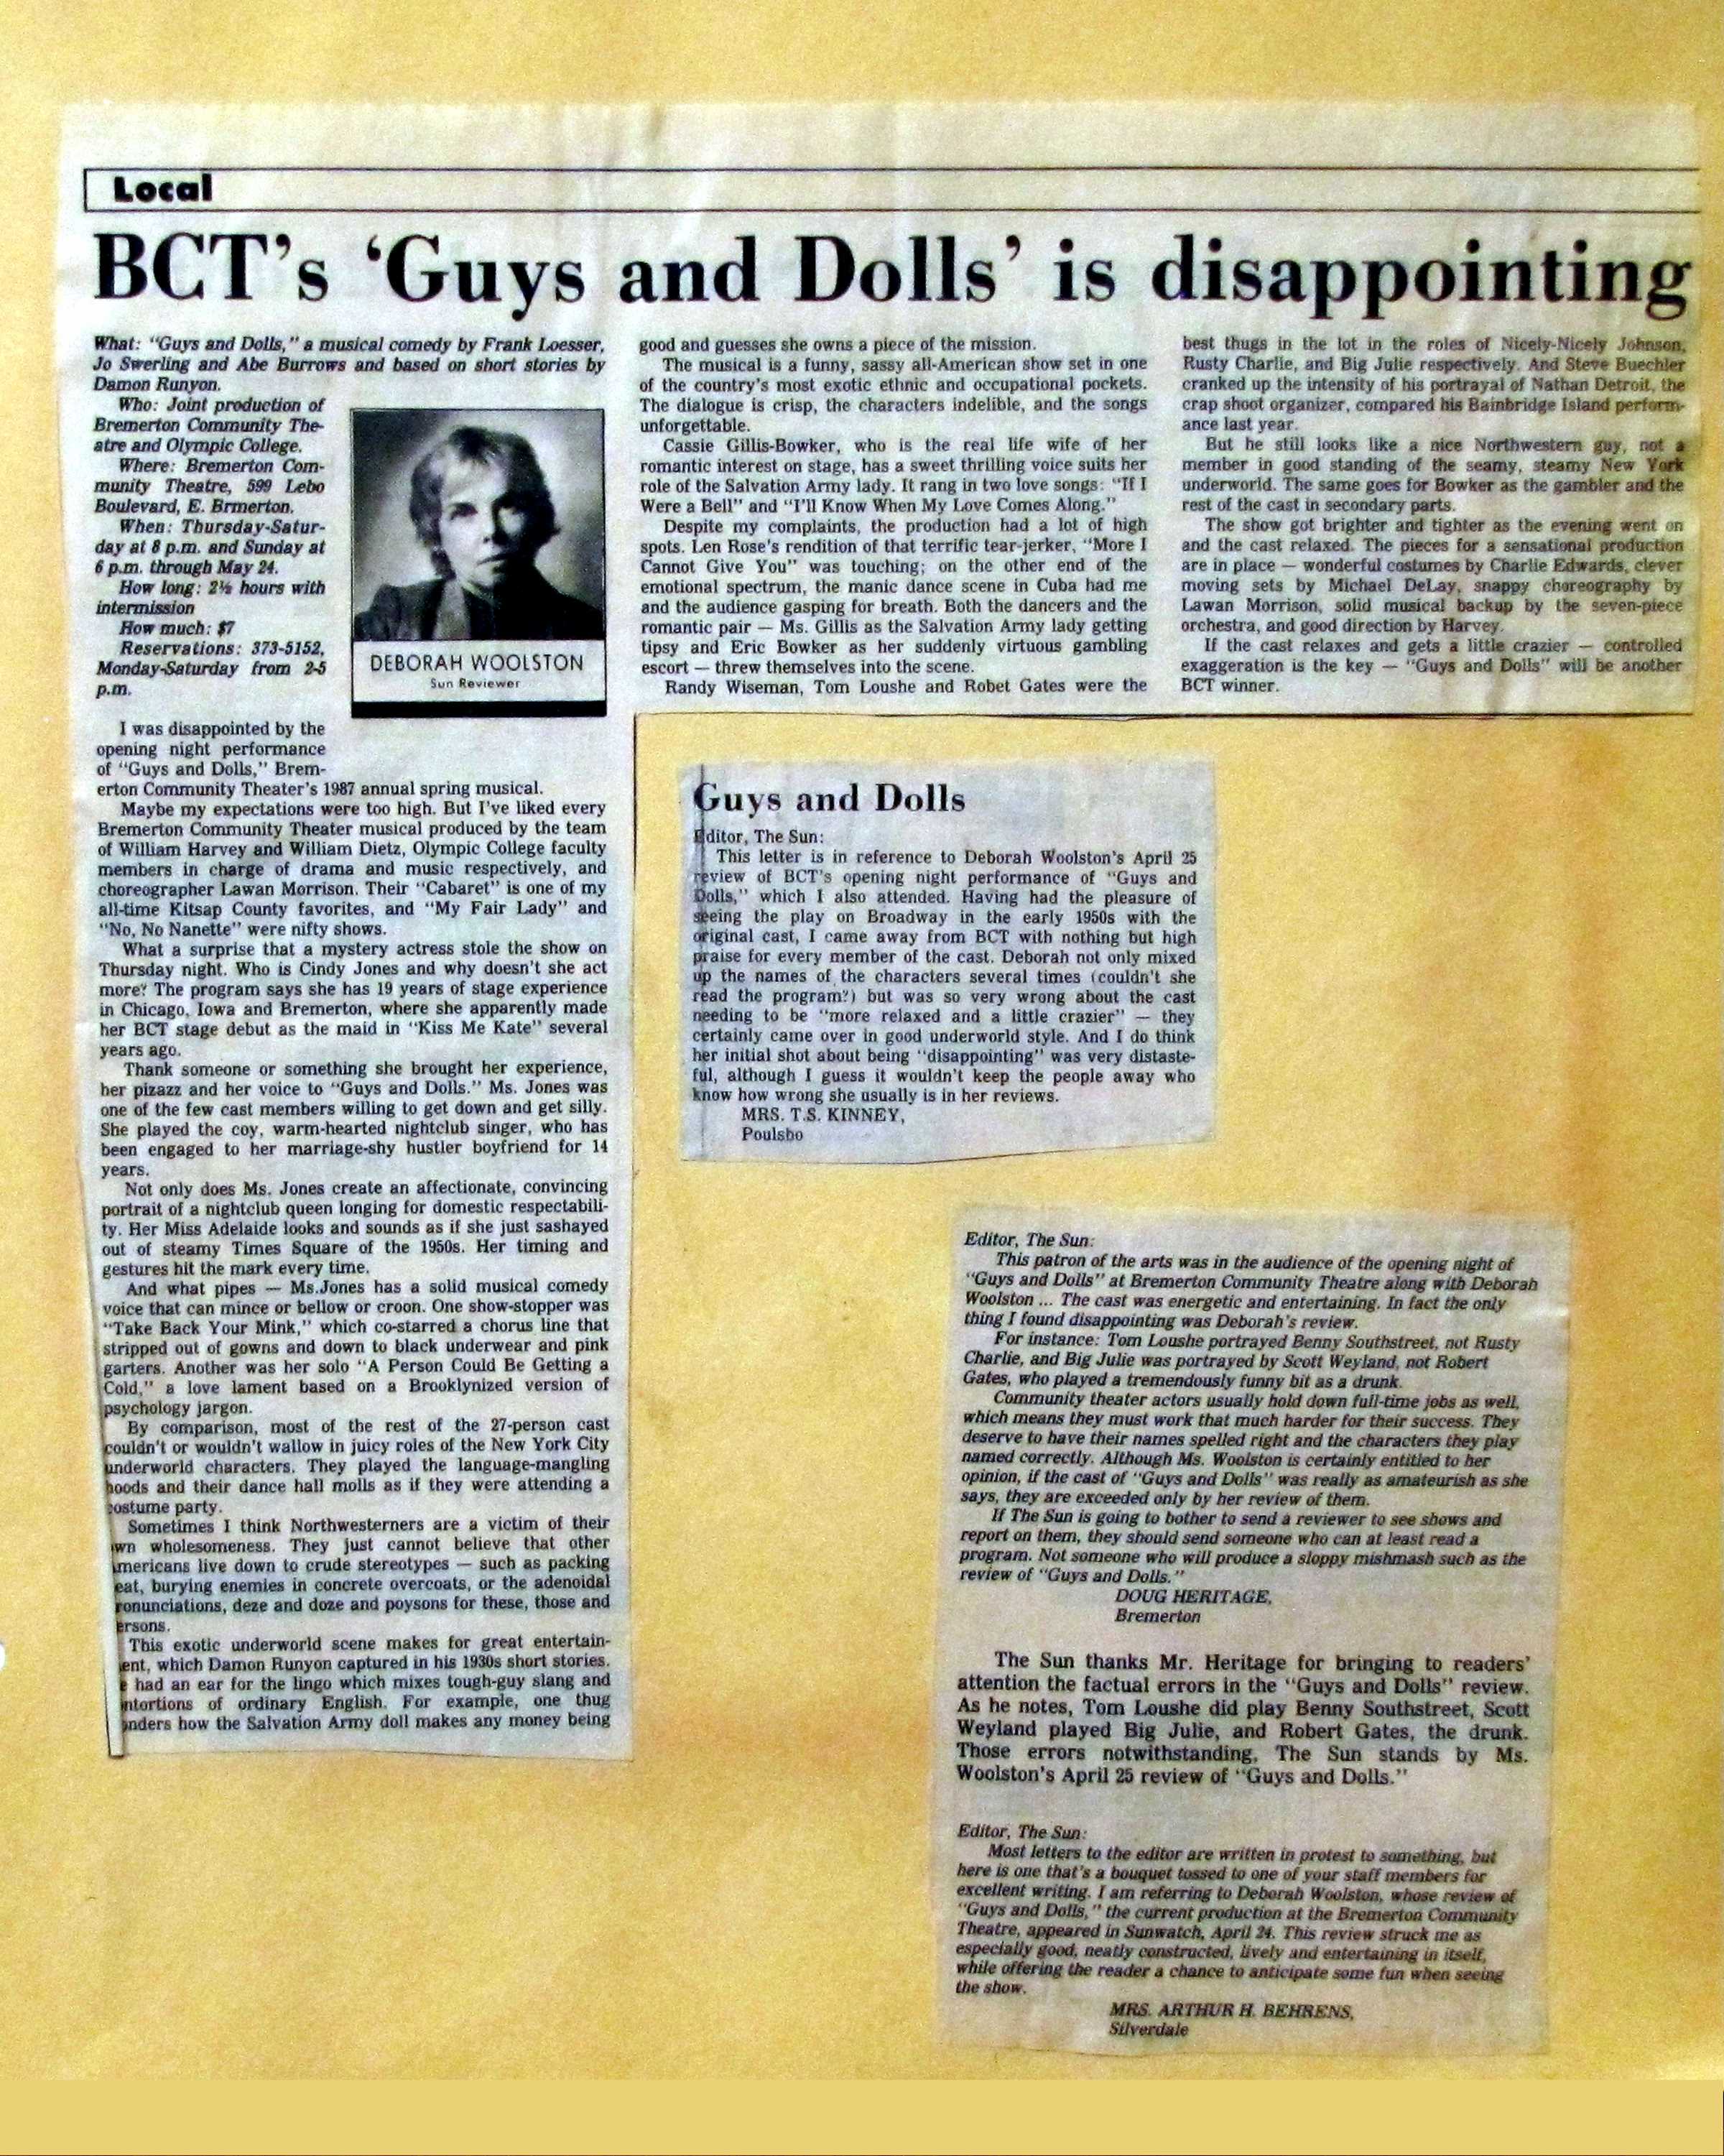 Local
BCT's 'Guys and Dolls' is disappointing
What: "Guys and Dolls," a musical comedy by Frank Loesser,
Jo Swerling and Abe Burrows and based on short stories by
Damon Runyon.
Who: Joint production of
Bremerton Community The-
atre and Olympic College.
Where: Bremerton Com-
munity Theatre, 599 Lebo
Boulevard, E. Brmerton.
When: Thursday-Satur-
day at 8 p.m. and Sunday at
6 p.m. through May 24.
How long: 2½ hours with
intermission
How much: $7
Reservations: 373-5152,
Monday-Saturday from 2-5
p.m.
DEBORAH WOOLSTON
Sun Reviewer
I was disappointed by the
opening night performance
of "Guys and Dolls," Brem-
erton Community Theater's 1987 annual spring musical.
Maybe my expectations were too high. But I've liked every
Bremerton Community Theater musical produced by the team
of William Harvey and William Dietz, Olympic College faculty
members in charge of drama and music respectively, and
choreographer Lawan Morrison. Their "Cabaret" is one of my
all-time Kitsap County favorites, and "My Fair Lady" and
"No, No Nanette" were nifty shows.
What a surprise that a mystery actress stole the show on
Thursday night. Who is Cindy Jones and why doesn't she act
more? The program says she has 19 years of stage experience
in Chicago, Iowa and Bremerton, where she apparently made
her BCT stage debut as the maid in "Kiss Me Kate" several
years ago.
Thank someone or something she brought her experience,
her pizazz and her voice to "Guys and Dolls." Ms. Jones was
one of the few cast members willing to get down and get silly.
She played the coy, warm-hearted nightclub singer, who has
been engaged to her marriage-shy hustler boyfriend for 14
years.
Not only does Ms. Jones create an affectionate, convincing
portrait of a nightclub queen longing for domestic respectabili-
ty. Her Miss Adelaide looks and sounds as if she just sashayed
out of steamy Times Square of the 1950s. Her timing and
gestures hit the mark every time.
And what pipes — Ms.Jones has a solid musical comedy
voice that can mince or bellow or croon. One show-stopper was
"Take Back Your Mink," which co-starred a chorus line that
stripped out of gowns and down to black underwear and pink
garters. Another was her solo "A Person Could Be Getting a
Cold," a love lament based on a Brooklynized version of
psychology jargon.
By comparison, most of the rest of the 27-person cast
couldn't or wouldn't wallow in juicy roles of the New York City
underworld characters. They played the language-mangling
hoods and their dance hall molls as if they were attending a
costume party.
Sometimes I think Northwesterners are a victim of their
wn wholesomeness. They just cannot believe that other
mericans live down to crude stereotypes — such as packing
eat, burying enemies in concrete overcoats, or the adenoidal
ronunciations, deze and doze and poysons for these, those and
ersons.
This exotic underworld scene makes for great entertain-
ent, which Damon Runyon captured in his 1930s short stories.
e had an ear for the lingo which mixes tough-guy slang and
ntortions of ordinary English. For example, one thug
nders how the Salvation Army doll makes any money being
good and guesses she owns a piece of the mission.
The musical is a funny, sassy all-American show set in one
of the country's most exotic ethnic and occupational pockets.
The dialogue is crisp, the characters indelible, and the songs
unforgettable.
Cassie Gillis-Bowker, who is the real life wife of her
romantic interest on stage, has a sweet thrilling voice suits her
role of the Salvation Army lady. It rang in two love songs: "If I
Were a Bell" and "I'll Know When My Love Comes Along."
Despite my complaints, the production had a lot of high
spots. Len Rose's rendition of that terrific tear-jerker, "More I
Cannot Give You" was touching; on the other end of the
emotional spectrum, the manic dance scene in Cuba had me
and the audience gasping for breath. Both the dancers and the
romantic pair — Ms. Gillis as the Salvation Army lady getting
tipsy and Eric Bowker as her suddenly virtuous gambling
escort — threw themselves into the scene.
Randy Wiseman, Tom Loushe and Robet Gates were the
best thugs in the lot in the roles of Nicely-Nicely Johnson,
Rusty Charlie, and Big Julie respectively. And Steve Buechler
cranked up the intensity of his portrayal of Nathan Detroit, the
crap shoot organizer, compared his Bainbridge Island perform-
ance last year.
But he still looks like a nice Northwestern guy, not a
member in good standing of the seamy, steamy New York
underworld. The same goes for Bowker as the gambler and the
rest of the cast in secondary parts.
The show got brighter and tighter as the evening went on
and the cast relaxed. The pieces for a sensational production
are in place — wonderful costumes by Charlie Edwards, clever
moving sets by Michael DeLay, snappy choreography by
Lawan Morrison, solid musical backup by the seven-piece
orchestra, and good direction by Harvey.
If the cast relaxes and gets a little crazier — controlled
exaggeration is the key — "Guys and Dolls" will be another
BCT winner.
Guys and Dolls
Editor, The Sun:
This letter is in reference to Deborah Woolston's April 25
review of BCT's opening night performance of "Guys and
Dolls," which I also attended. Having had the pleasure of
seeing the play on Broadway in the early 1950s with the
original cast, I came away from BCT with nothing but high
praise for every member of the cast. Deborah not only mixed
up the names of the characters several times (couldn't she
read the program?) but was so very wrong about the cast
needing to be "more relaxed and a little crazier" — they
certainly came over in good underworld style. And I do think
her initial shot about being "disappointing" was very distaste-
ful, although I guess it wouldn't keep the people away who
know how wrong she usually is in her reviews.
MRS. T.S. KINNEY,
Poulsbo
Editor, The Sun:
This patron of the arts was in the audience of the opening night of
"Guys and Dolls" at Bremerton Community Theatre along with Deborah
Woolston ... The cast was energetic and entertaining. In fact the only
thing I found disappointing was Deborah's review.
For instance: Tom Loushe portrayed Benny Southstreet, not Rusty
Charlie, and Big Julie was portrayed by Scott Weyland, not Robert
Gates, who played a tremendously funny bit as a drunk.
Community theater actors usually hold down full-time jobs as well,
which means they must work that much harder for their success. They
deserve to have their names spelled right and the characters they play
named correctly. Although Ms. Woolston is certainly entitled to her
opinion, if the cast of "Guys and Dolls" was really as amateurish as she
says, they are exceeded only by her review of them.
If The Sun is going to bother to send a reviewer to see shows and
report on them, they should send someone who can at least read a
program. Not someone who will produce a sloppy mishmash such as the
review of "Guys and Dolls."
DOUG HERITAGE,
Bremerton
The Sun thanks Mr. Heritage for bringing to readers'
attention the factual errors in the "Guys and Dolls" review.
As he notes, Tom Loushe did play Benny Southstreet, Scott
Weyland played Big Julie, and Robert Gates, the drunk.
Those errors notwithstanding, The Sun stands by Ms.
Woolston's April 25 review of "Guys and Dolls."
Editor, The Sun:
Most letters to the editor are written in protest to something, but
here is one that's a bouquet tossed to one of your staff members for
excellent writing. I am referring to Deborah Woolston, whose review of
"Guys and Dolls," the current production at the Bremerton Community
Theatre, appeared in Sunwatch, April 24. This review struck me as
especially good, neatly constructed, lively and entertaining in itself,
while offering the reader a chance to anticipate some fun when seeing
the show.
MRS. ARTHUR H. BEHRENS,
Silverdale